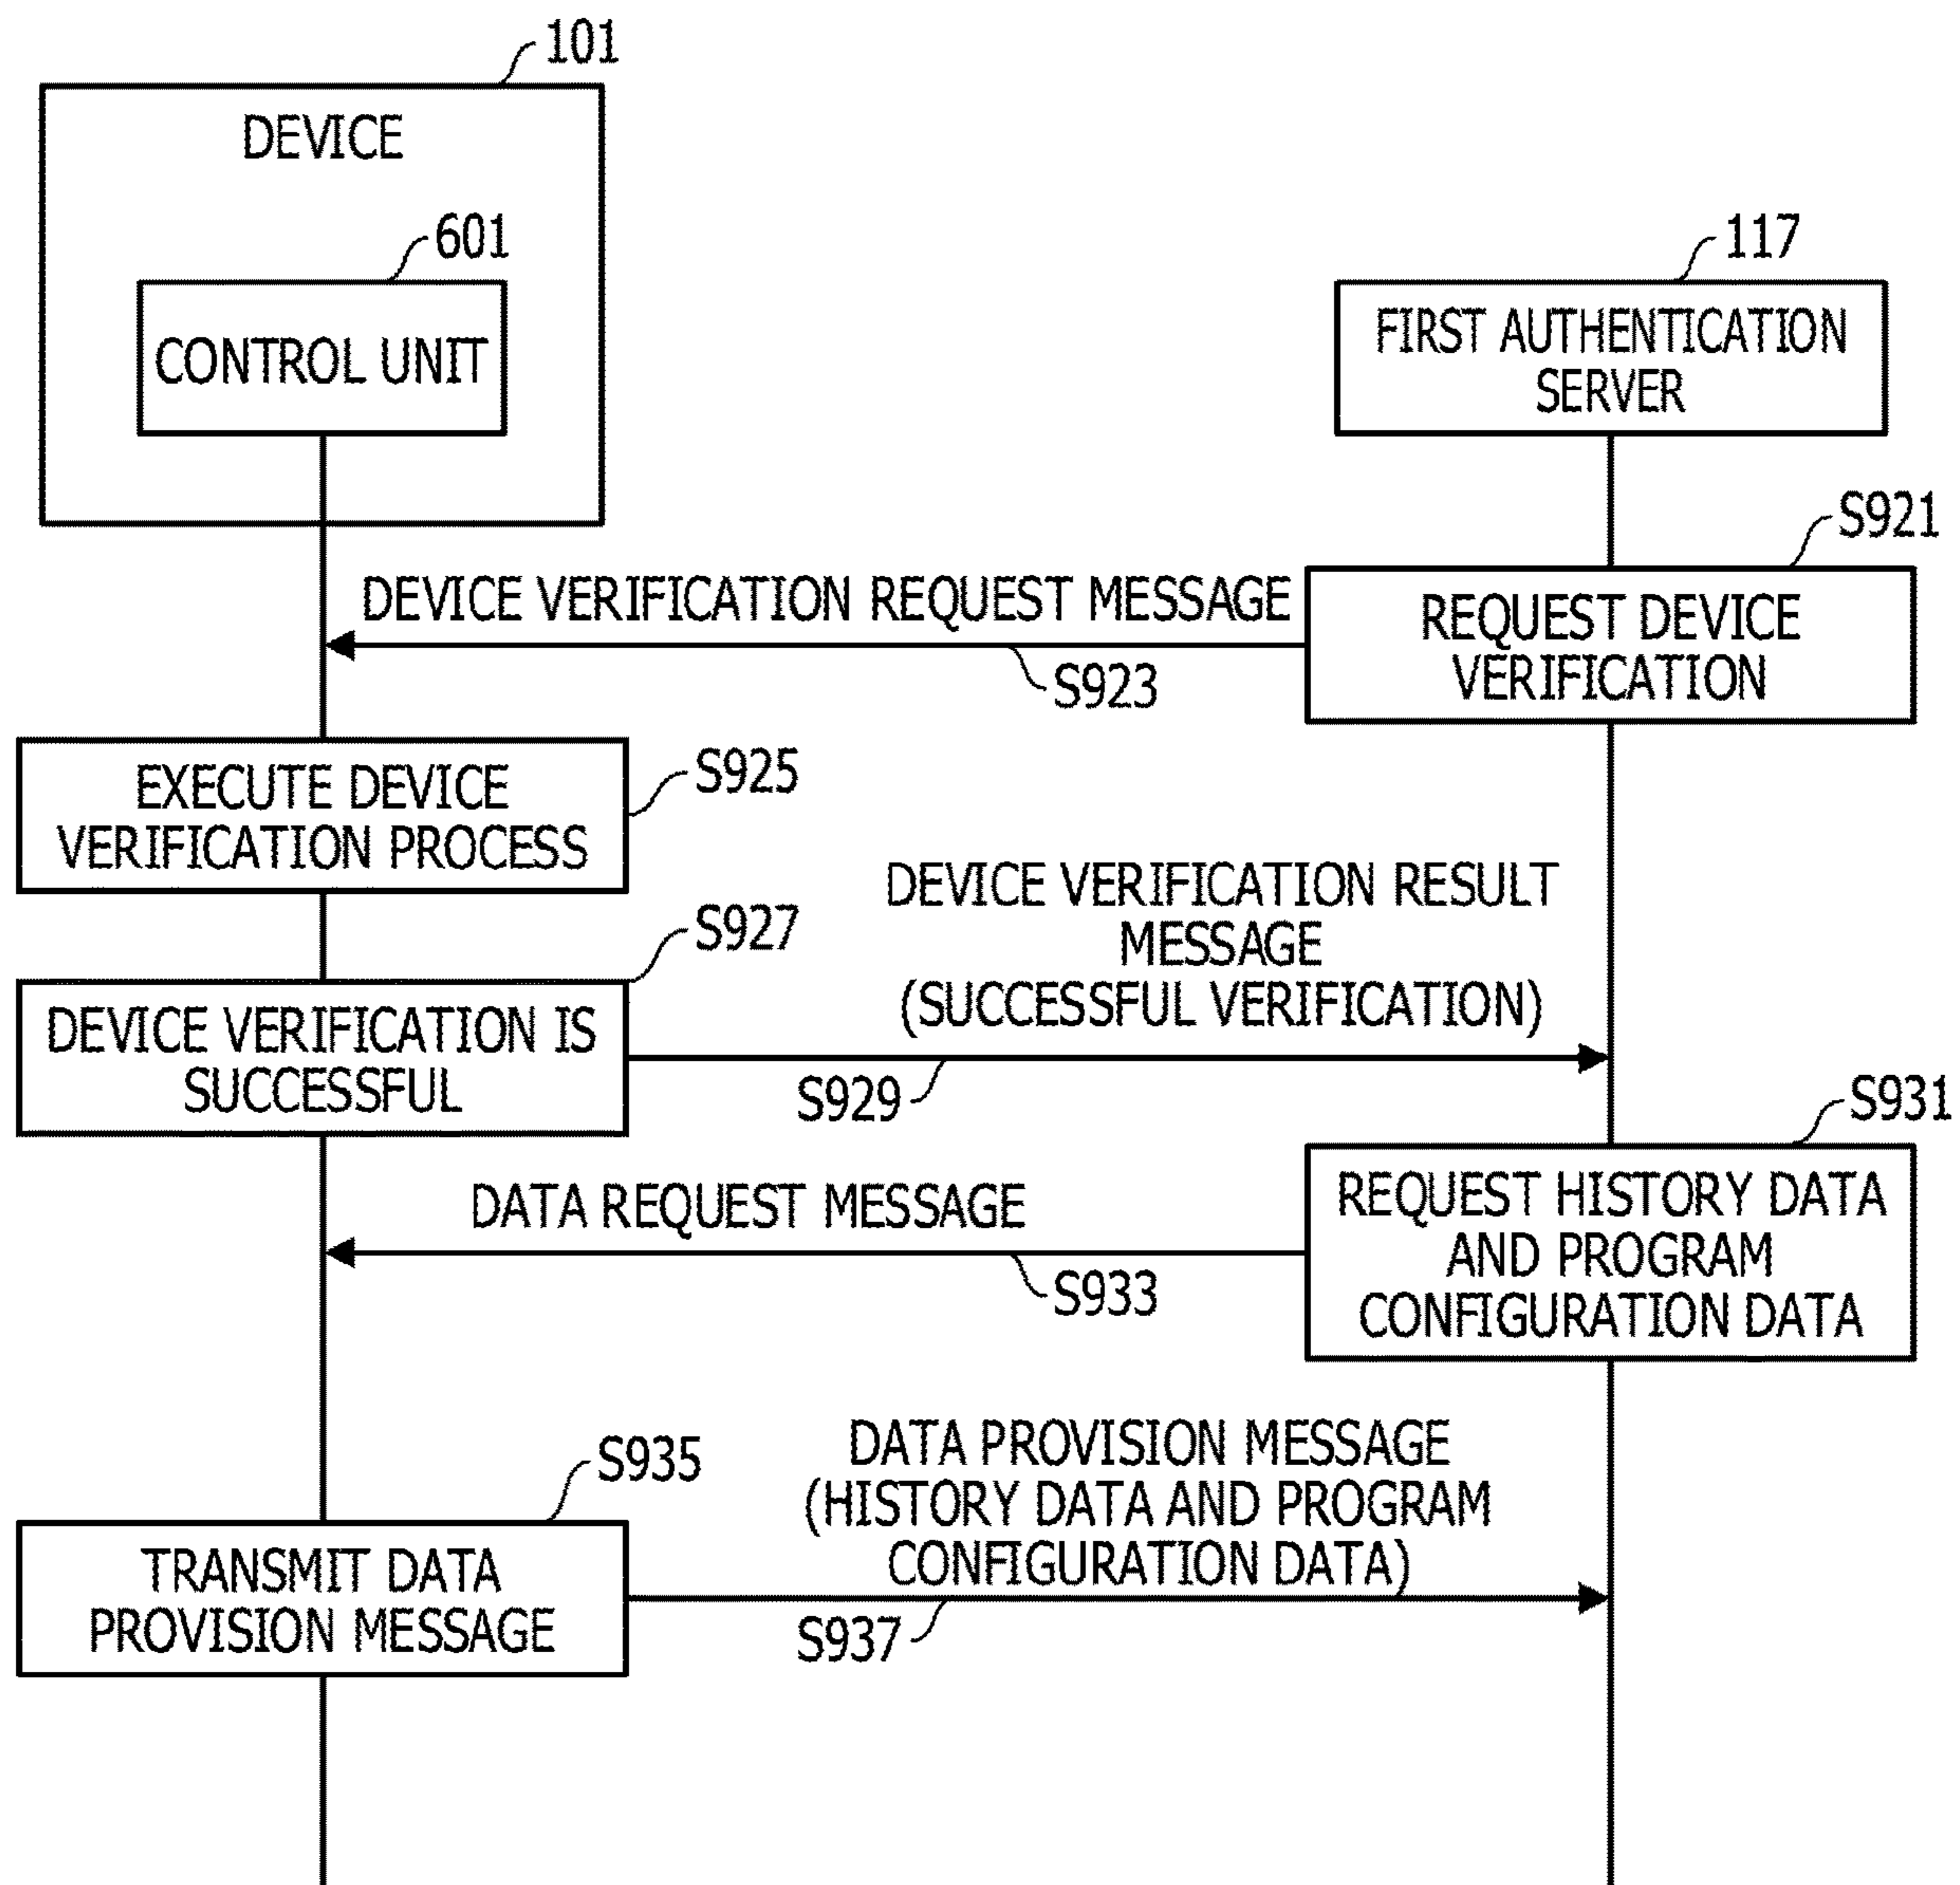 101
DEVICE
601
CONTROL UNIT
117
FIRST AUTHENTICATION
SERVER
S921
REQUEST DEVICE
VERIFICATION
DEVICE VERIFICATION REQUEST MESSAGE
S923
EXECUTE DEVICE
VERIFICATION PROCESS
S925
DEVICE VERIFICATION RESULT
MESSAGE
(SUCCESSFUL VERIFICATION)
S927
DEVICE VERIFICATION IS
SUCCESSFUL
S929
S931
REQUEST HISTORY DATA
AND PROGRAM
CONFIGURATION DATA
DATA REQUEST MESSAGE
S933
S935
DATA PROVISION MESSAGE
(HISTORY DATA AND PROGRAM
CONFIGURATION DATA)
TRANSMIT DATA
PROVISION MESSAGE
S937